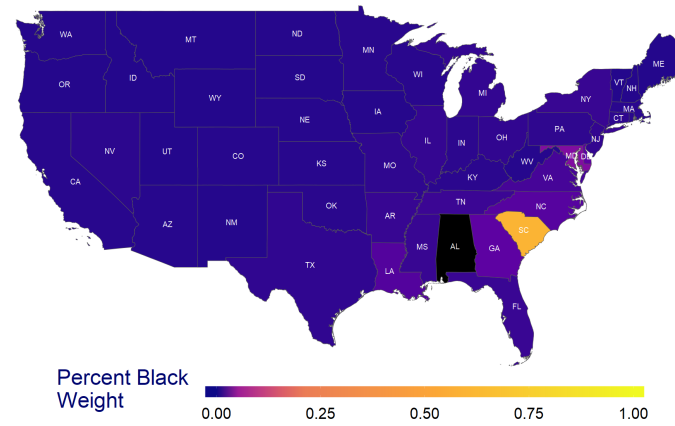 WA
MT
ND
MN
ME
OR
ID
SD
WI
VT
NH
WY
MI
NY
MA
CT
NE
IA
PA
NJ
NV
UT
CO
IL
IN
OH
MD
DE
KS
MO
WV
VA
CA
KY
OK
TN
NC
AZ
NM
AR
SC
MS
AL
GA
TX
LA
FL
Percent Black
Weight
0.00 0.25 0.50 0.75 1.00